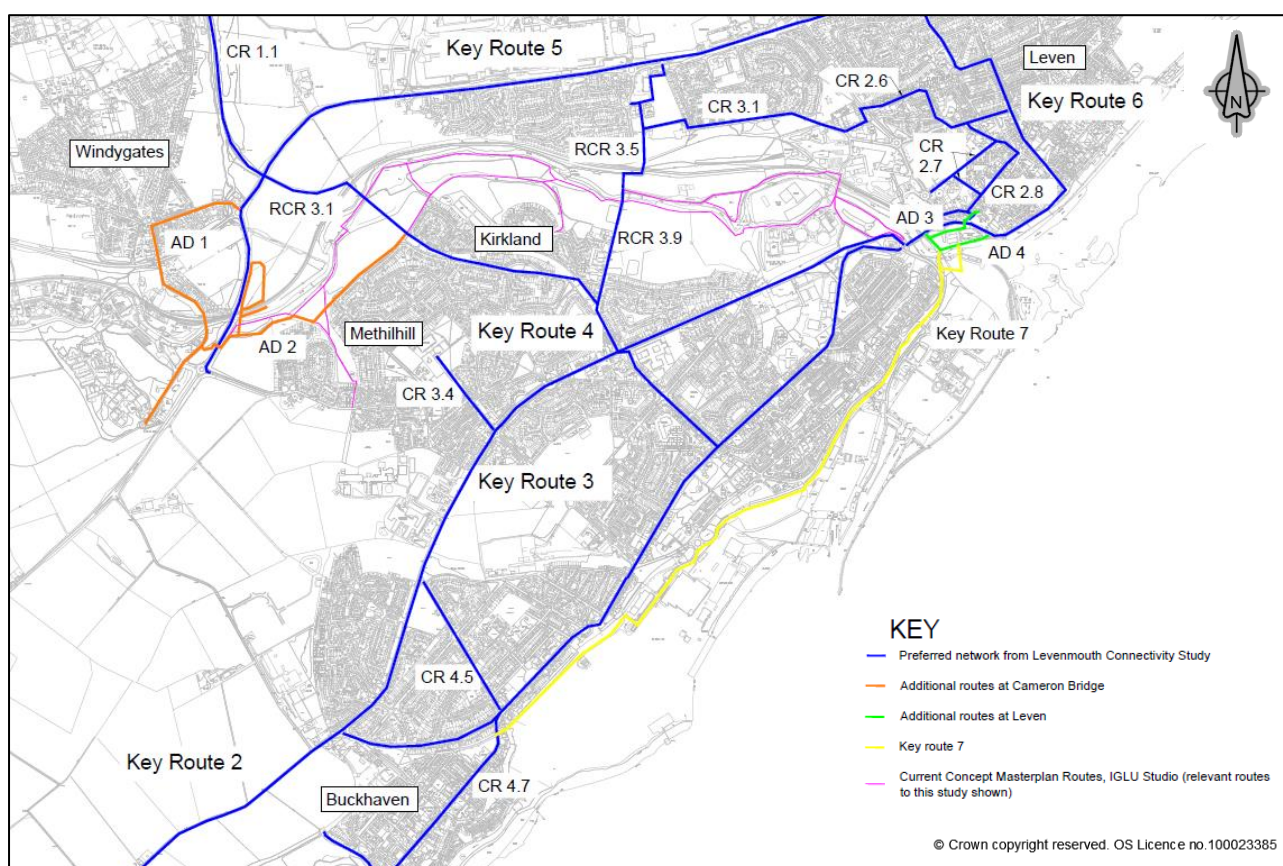 CR 1.1
Key Route 5
Leven
CR 2.6
Key Route 6
N
CR 3.1
Windygates
RCR 3.5
CR
2.7
CR 2.8
RCR 3.1
AD 3
AD 1
Kirkland
RCR 3.9
AD 4
Key Route 4
Key Route 7
Methilhill
AD 2
CR 3.4
Key Route 3
KEY
Preferred network from Levenmouth Connectivity Study
Additional routes at Cameron Bridge
CR 4.5
Additional routes at Leven
Key route 7
Key Route 2
CR 4.7
Current Concept Masterplan Routes, IGLU Studio (relevant routes
to this study shown)
Buckhaven
© Crown copyright reserved. OS Licence no.100023385